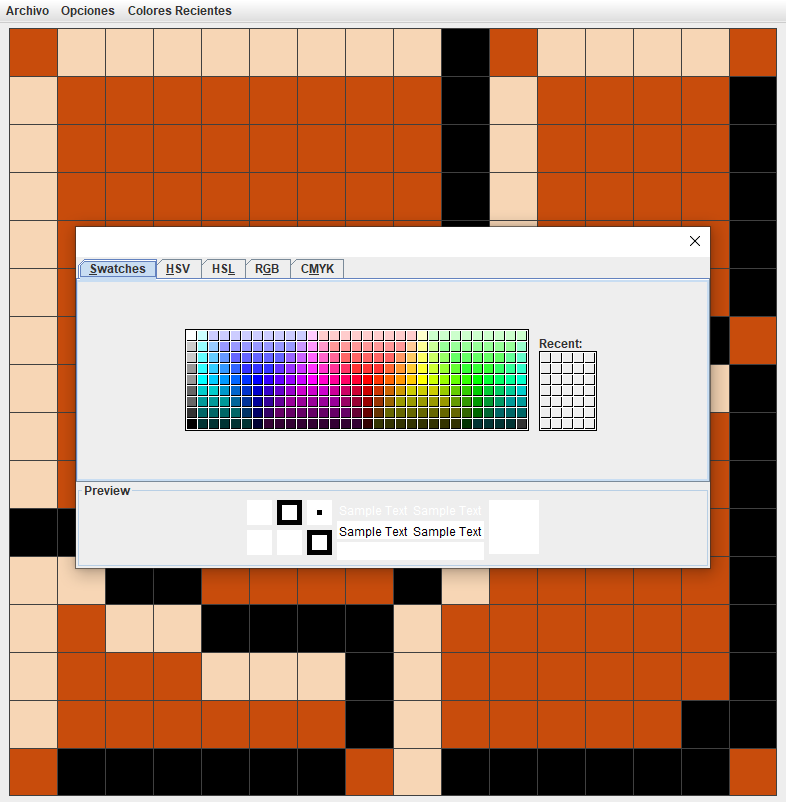 Archivo Opciones Colores Recientes
Swatches HSV HSL RGB CMYK
Recent:
Preview
Sample Text Sample Text
Sample Text Sample Text